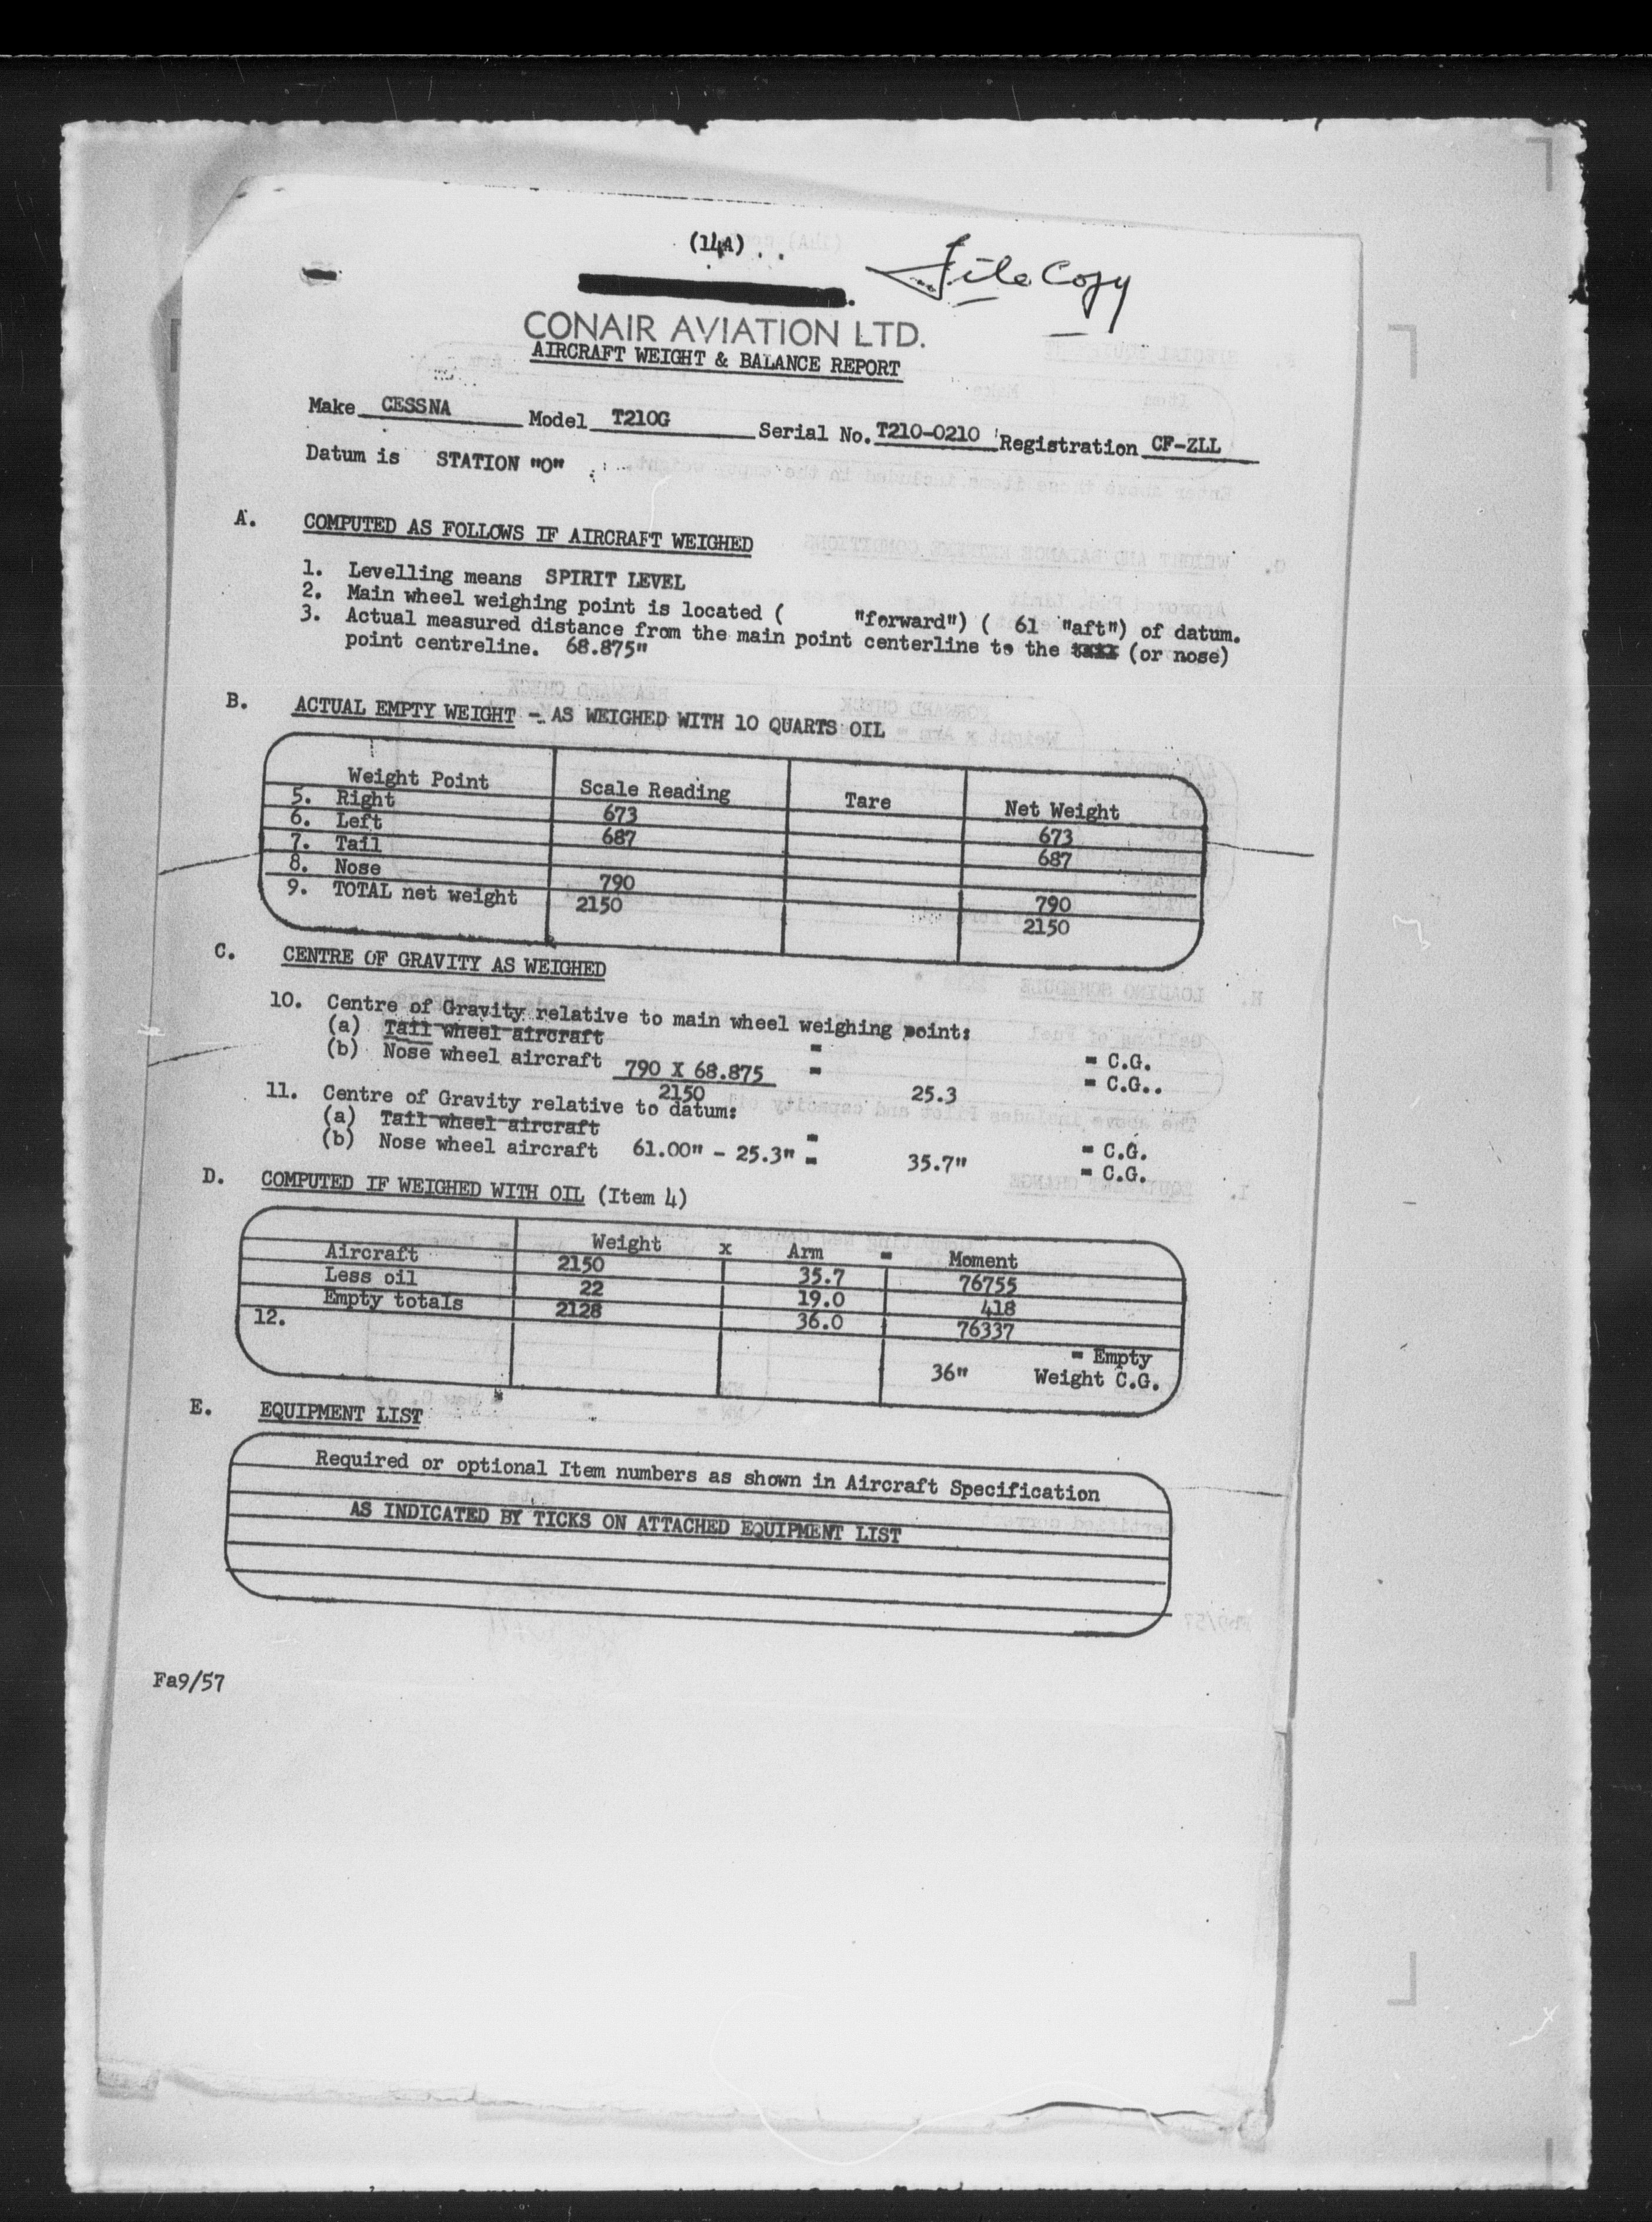 (14A)
File Copy
CONAIR AVIATION LTD.
AIRCRAFT WEIGHT & BALANCE REPORT
Make CESSNA Model T210G Serial No. T210-0210 Registration CF-ZLL
Datum is STATION "O"
A. COMPUTED AS FOLLOWS IF AIRCRAFT WEIGHED
1. Levelling means SPIRIT LEVEL
2. Main wheel weighing point is located ( "forward") ( 61 "aft") of datum.
3. Actual measured distance from the main point centerline to the tail (or nose)
point centreline. 68.875"
B. ACTUAL EMPTY WEIGHT - AS WEIGHED WITH 10 QUARTS OIL
Weight Point Scale Reading Tare Net Weight
5. Right 673 673
6. Left 687 687
7. Tail
8. Nose 790 790
9. TOTAL net weight 2150 2150
C. CENTRE OF GRAVITY AS WEIGHED
10. Centre of Gravity relative to main wheel weighing point:
(a) Tail wheel aircraft = = C.G.
(b) Nose wheel aircraft 790 X 68.875 = 25.3 = C.G..
2150
11. Centre of Gravity relative to datum:
(a) Tail wheel aircraft = = C.G.
(b) Nose wheel aircraft 61.00" - 25.3" = 35.7" = C.G.
D. COMPUTED IF WEIGHED WITH OIL (Item 4)
Weight x Arm = Moment
Aircraft 2150 35.7 76755
Less oil 22 19.0 418
Empty totals 2128 36.0 76337
12. 36" = Empty
Weight C.G.
E. EQUIPMENT LIST
Required or optional Item numbers as shown in Aircraft Specification
AS INDICATED BY TICKS ON ATTACHED EQUIPMENT LIST
Fa9/57